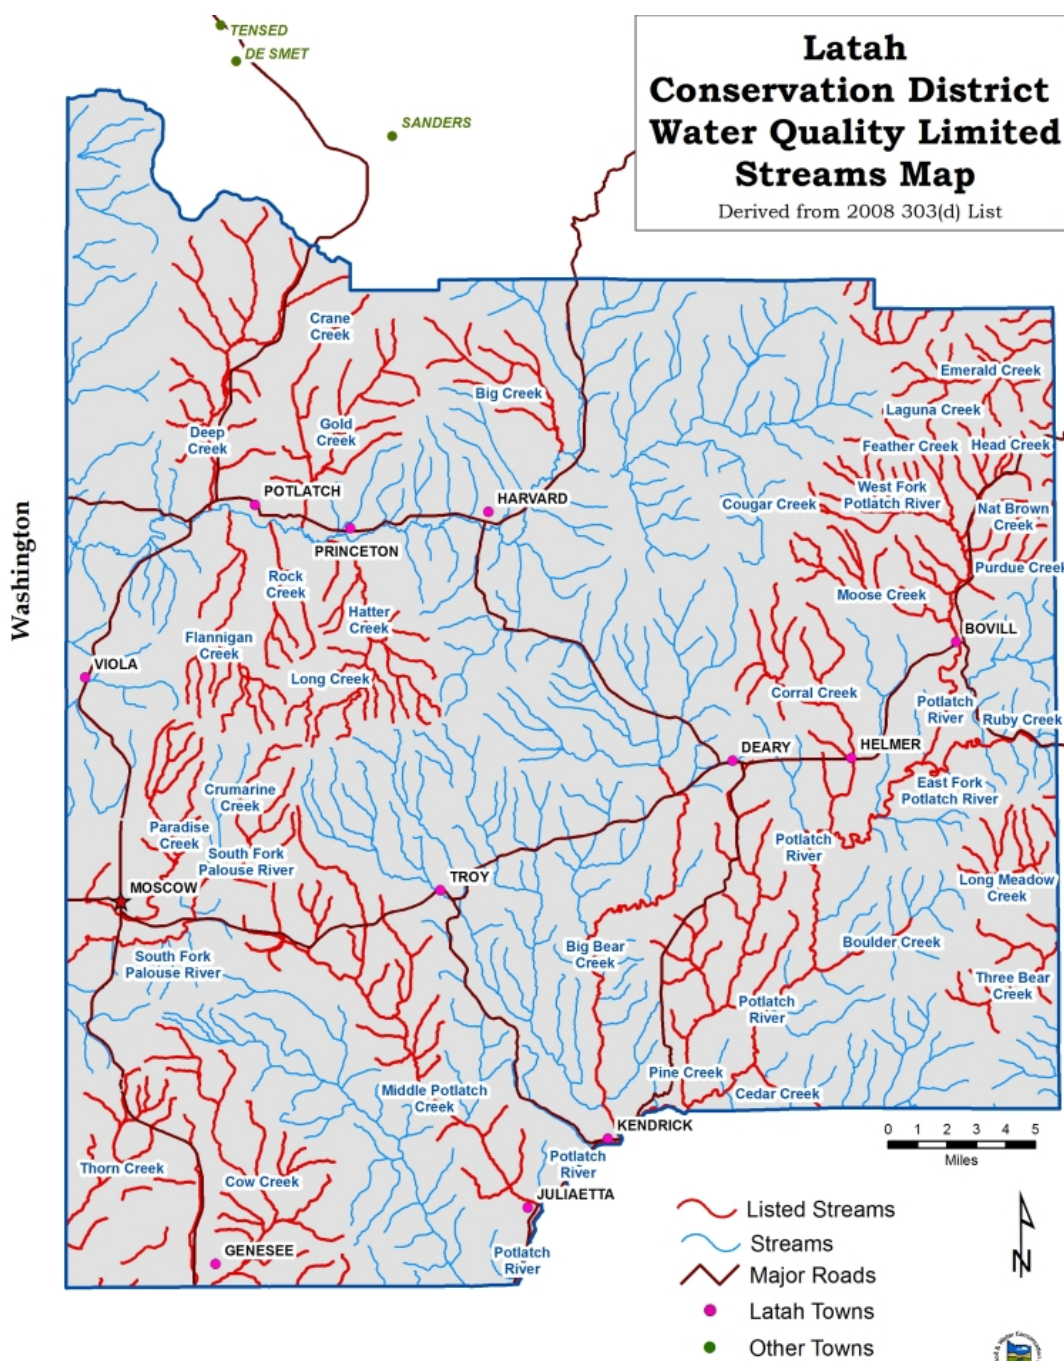 Latah
Conservation District
Water Quality Limited
Streams Map
Derived from 2008 303(d) List
TENSED
DE SMET
SANDERS
Crane
Creek
Emerald Creek
Big Creek
Laguna Creek
Gold
Creek
Deep
Creek
Feather Creek
Head Creek
POTLATCH
HARVARD
West Fork
Potlatch River
Cougar Creek
Nat Brown
Creek
PRINCETON
Washington
Rock
Creek
Purdue Creek
Moose Creek
Hatter
Creek
Flannigan
Creek
BOVILL
VIOLA
Long Creek
Corral Creek
Potlatch
River
Ruby Creek
DEARY
HELMER
Crumarine
Creek
East Fork
Potlatch River
Paradise
Creek
Potlatch
River
South Fork
Palouse River
TROY
MOSCOW
Long Meadow
Creek
Big Bear
Creek
Boulder Creek
South Fork
Palouse River
Three Bear
Creek
Potlatch
River
Pine Creek
Middle Potlatch
Creek
Cedar Creek
KENDRICK
0 1 2 3 4 5
Miles
Potlatch
River
Thorn Creek
Cow Creek
JULIAETTA
GENESEE
Potlatch
River
Listed Streams
Streams
Major Roads
Latah Towns
Other Towns
N